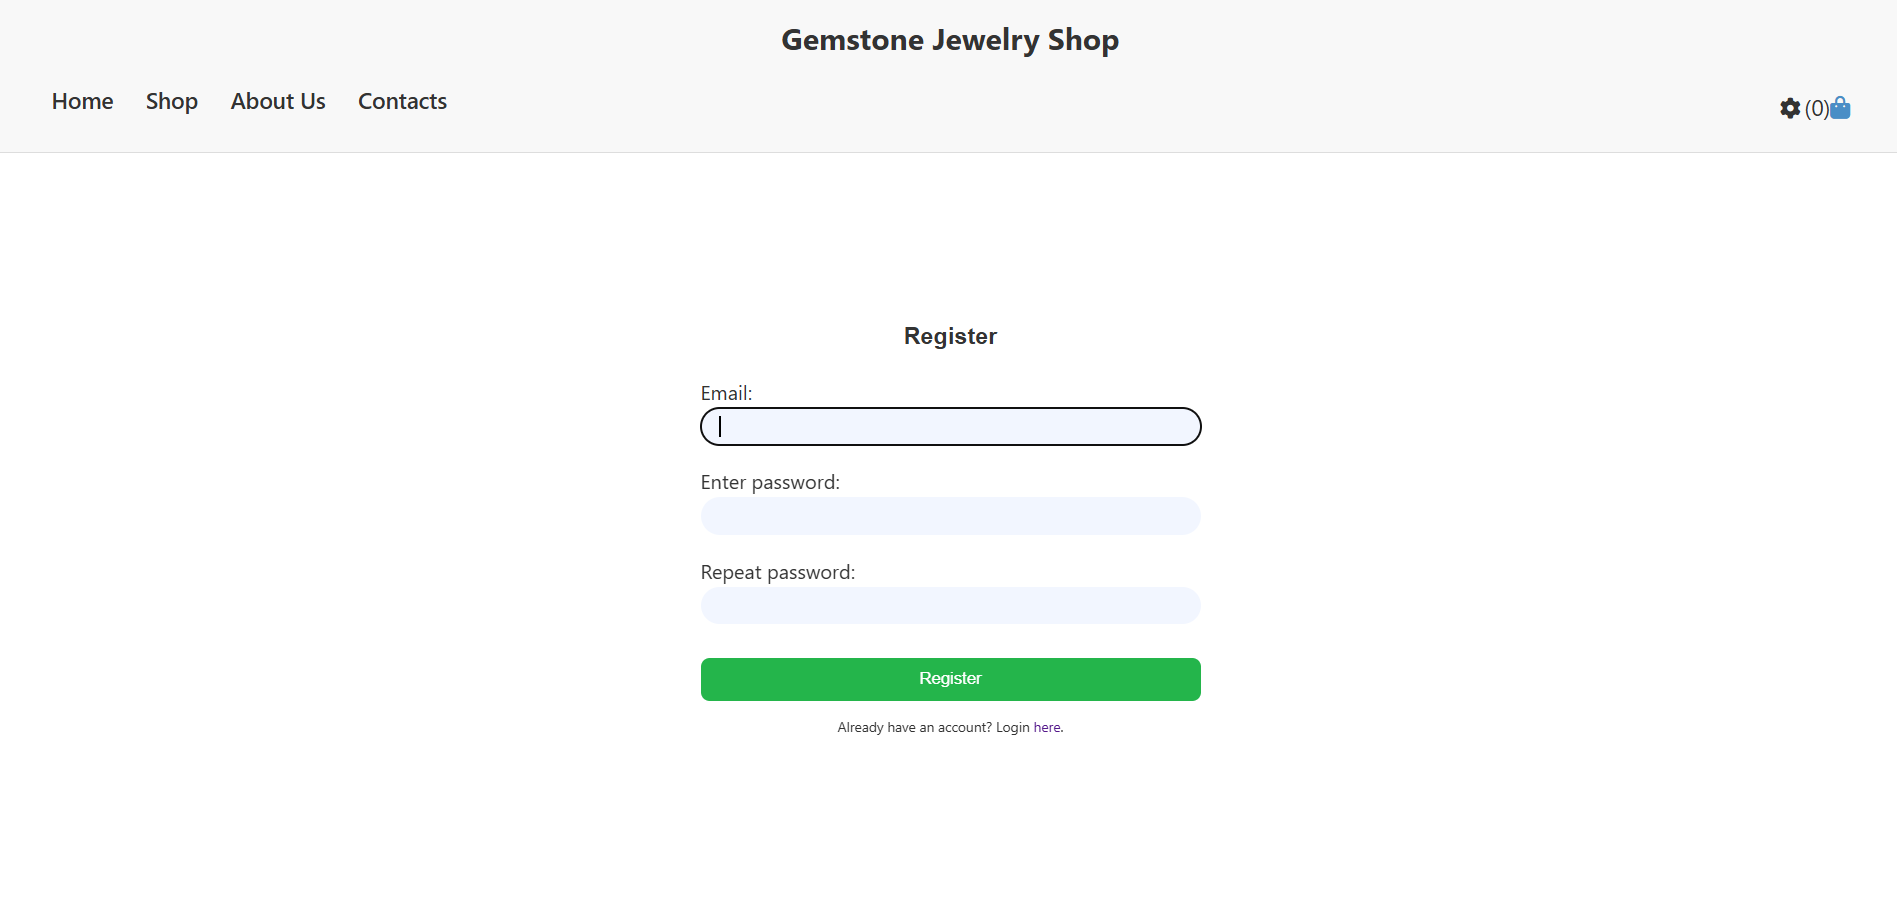 Gemstone Jewelry Shop
Home Shop About Us Contacts
(0)
Register
Email:
Enter password:
Repeat password:
Register
Already have an account? Login here.